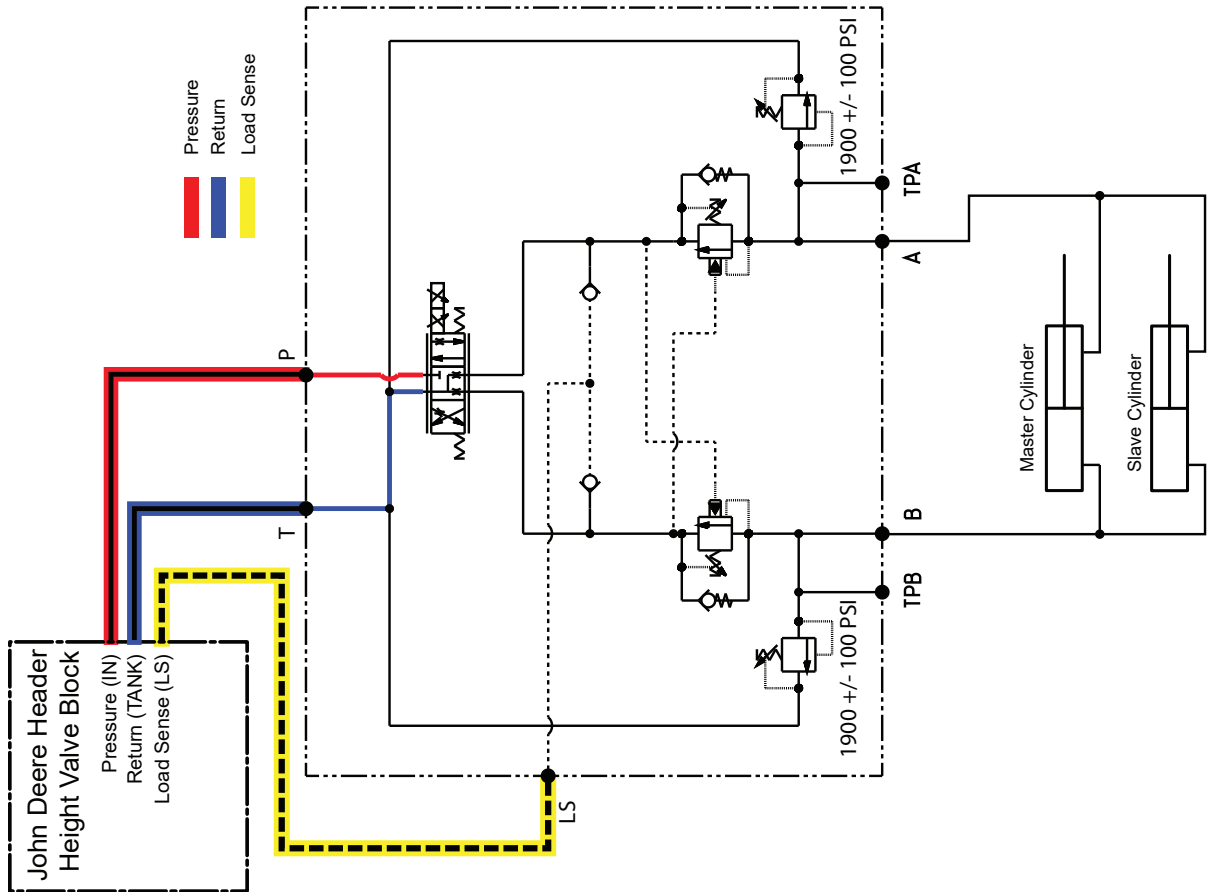 John Deere Header
Height Valve Block
Pressure (IN)
Return (TANK)
Load Sense (LS)
Pressure
Return
Load Sense
T
P
LS
1900 +/- 100 PSI
1900 +/- 100 PSI
TPB
B
A
TPA
Master Cylinder
Slave Cylinder